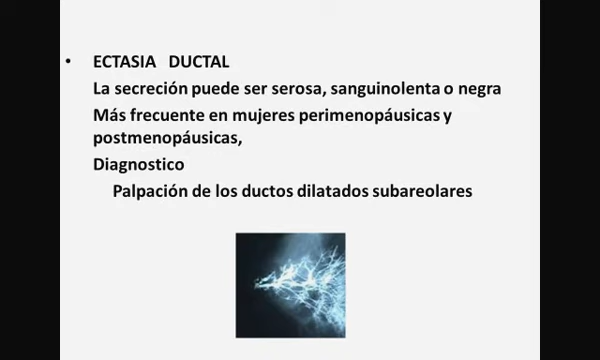 • ECTASIA DUCTAL
La secreción puede ser serosa, sanguinolenta o negra
Más frecuente en mujeres perimenopáusicas y
postmenopáusicas,
Diagnostico
Palpación de los ductos dilatados subareolares